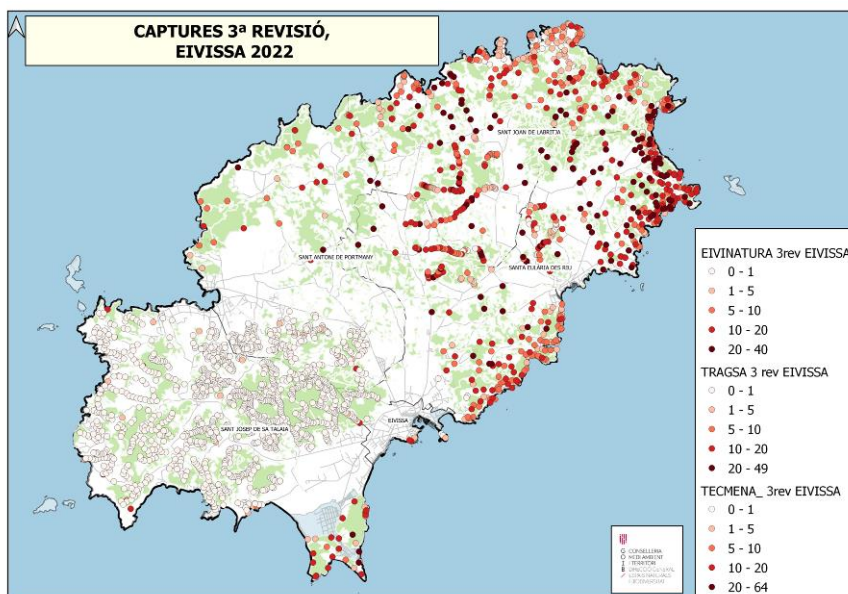 CAPTURES 3ª REVISIÓ,
EIVISSA 2022
SANT JOAN DE LABRITJA
SANT ANTONI DE PORTMANY
SANTA EULÀRIA DES RIU
EIVISSA
SANT JOSEP DE SA TALAIA
EIVINATURA 3rev EIVISSA
0 - 1
1 - 5
5 - 10
10 - 20
20 - 40
TRAGSA 3 rev EIVISSA
0 - 1
1 - 5
5 - 10
10 - 20
20 - 49
TECMENA_ 3rev EIVISSA
0 - 1
1 - 5
5 - 10
10 - 20
20 - 64
G CONSELLERIA
O MEDI AMBIENT
I I TERRITORI
B